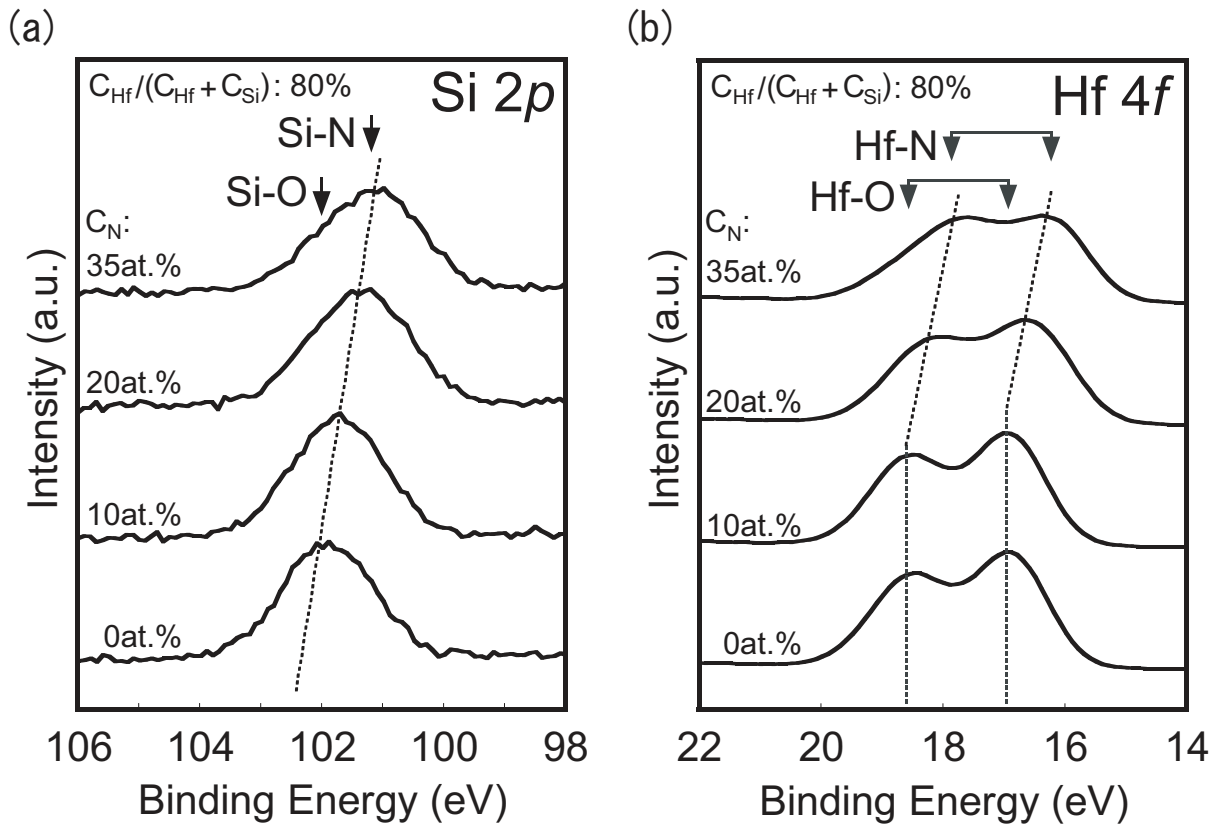 (a)
C_Hf/(C_Hf + C_Si): 80%
Si 2p
Si-N
Si-O
C_N:
35at.%
20at.%
10at.%
0at.%
Intensity (a.u.)
106 104 102 100 98
Binding Energy (eV)
(b)
C_Hf/(C_Hf + C_Si): 80%
Hf 4f
Hf-N
Hf-O
C_N:
35at.%
20at.%
10at.%
0at.%
Intensity (a.u.)
22 20 18 16 14
Binding Energy (eV)